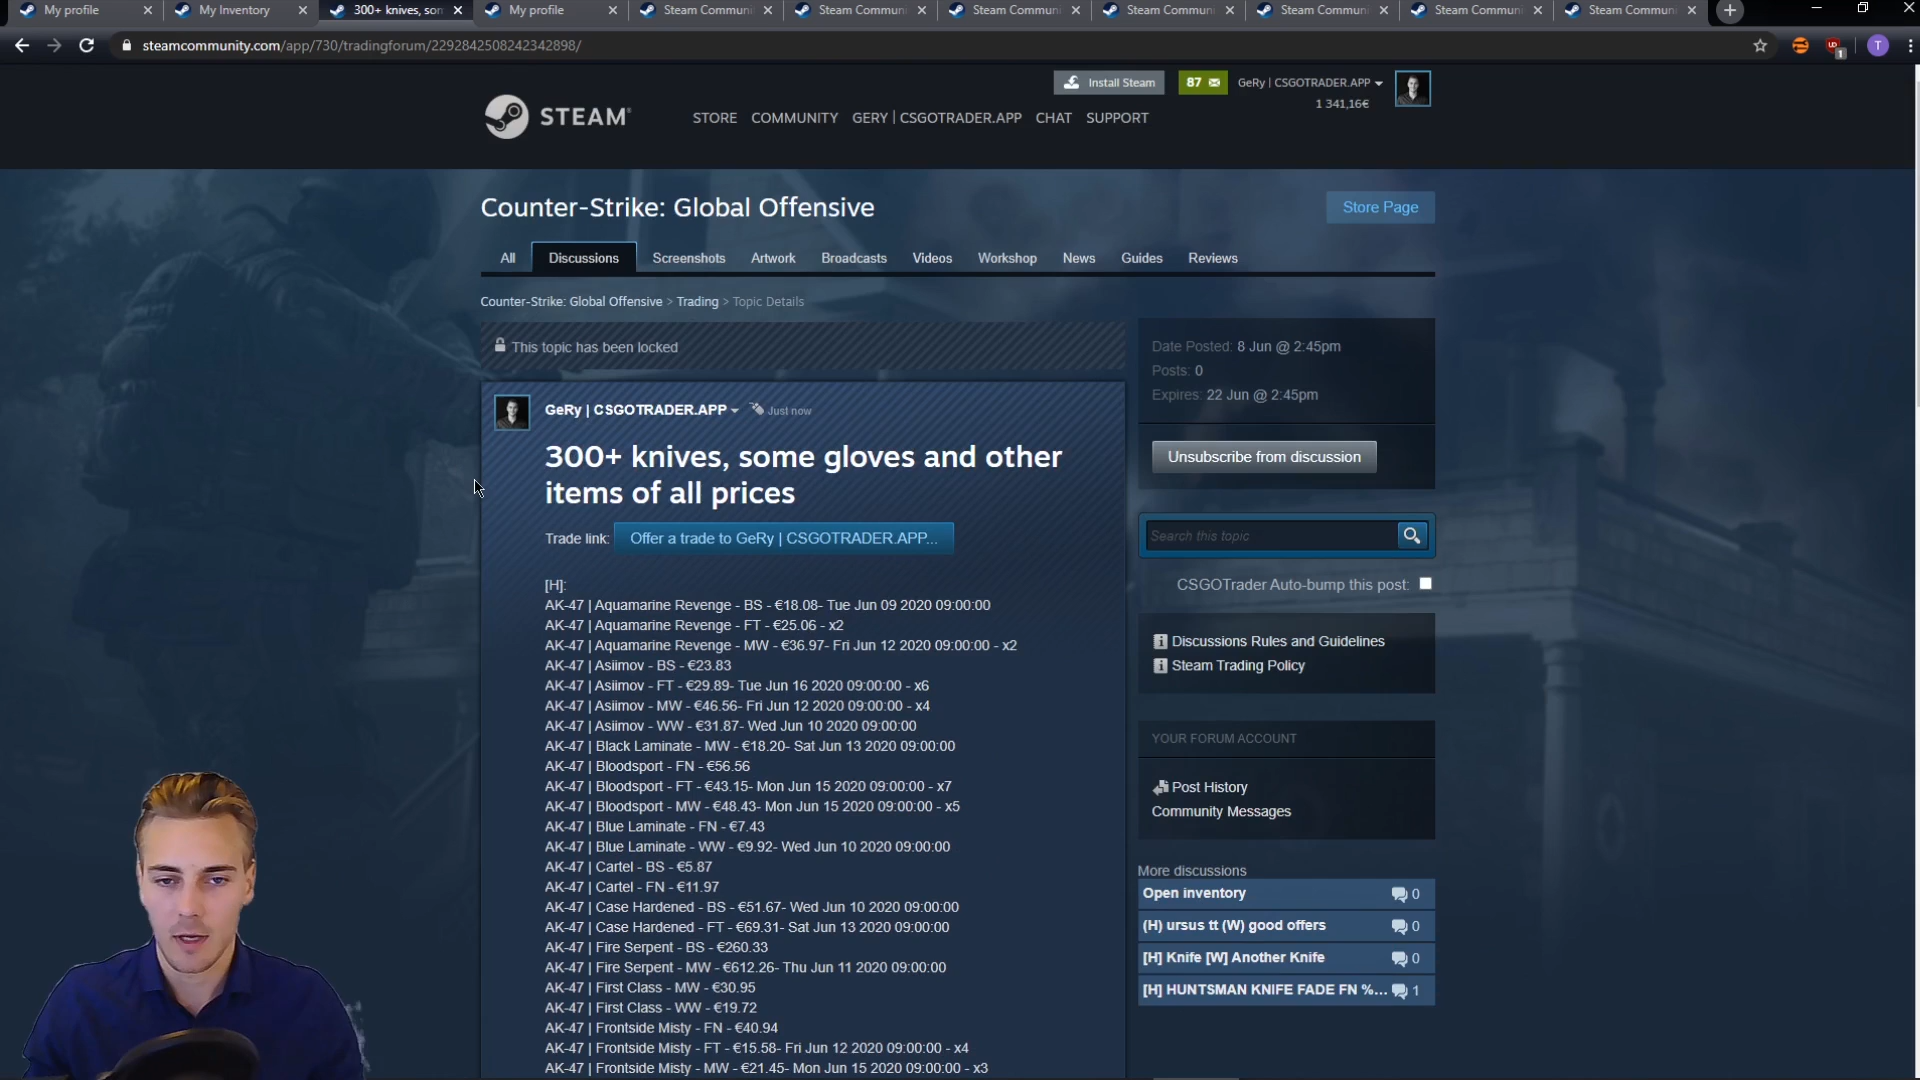 My profile
My Inventory
300+ knives, son
My profile
Steam Commun
Steam Commun
Steam Commun
Steam Commun
Steam Commun
Steam Commun
Steam Commun
steamcommunity.com/app/730/tradingforum/2292842508242342898/
UD
1
T
Install Steam
87
GeRy | CSGOTRADER.APP
1 341,16€
STEAM®
STORE COMMUNITY GERY | CSGOTRADER.APP CHAT SUPPORT
Counter-Strike: Global Offensive
Store Page
All Discussions Screenshots Artwork Broadcasts Videos Workshop News Guides Reviews
Counter-Strike: Global Offensive > Trading > Topic Details
This topic has been locked
GeRy | CSGOTRADER.APP Just now
300+ knives, some gloves and other
items of all prices
Trade link: Offer a trade to GeRy | CSGOTRADER.APP...
[H]:
AK-47 | Aquamarine Revenge - BS - €18.08- Tue Jun 09 2020 09:00:00
AK-47 | Aquamarine Revenge - FT - €25.06 - x2
AK-47 | Aquamarine Revenge - MW - €36.97- Fri Jun 12 2020 09:00:00 - x2
AK-47 | Asiimov - BS - €23.83
AK-47 | Asiimov - FT - €29.89- Tue Jun 16 2020 09:00:00 - x6
AK-47 | Asiimov - MW - €46.56- Fri Jun 12 2020 09:00:00 - x4
AK-47 | Asiimov - WW - €31.87- Wed Jun 10 2020 09:00:00
AK-47 | Black Laminate - MW - €18.20- Sat Jun 13 2020 09:00:00
AK-47 | Bloodsport - FN - €56.56
AK-47 | Bloodsport - FT - €43.15- Mon Jun 15 2020 09:00:00 - x7
AK-47 | Bloodsport - MW - €48.43- Mon Jun 15 2020 09:00:00 - x5
AK-47 | Blue Laminate - FN - €7.43
AK-47 | Blue Laminate - WW - €9.92- Wed Jun 10 2020 09:00:00
AK-47 | Cartel - BS - €5.87
AK-47 | Cartel - FN - €11.97
AK-47 | Case Hardened - BS - €51.67- Wed Jun 10 2020 09:00:00
AK-47 | Case Hardened - FT - €69.31- Sat Jun 13 2020 09:00:00
AK-47 | Fire Serpent - BS - €260.33
AK-47 | Fire Serpent - MW - €612.26- Thu Jun 11 2020 09:00:00
AK-47 | First Class - MW - €30.95
AK-47 | First Class - WW - €19.72
AK-47 | Frontside Misty - FN - €40.94
AK-47 | Frontside Misty - FT - €15.58- Fri Jun 12 2020 09:00:00 - x4
AK-47 | Frontside Misty - MW - €21.45- Mon Jun 15 2020 09:00:00 - x3
Date Posted: 8 Jun @ 2:45pm
Posts: 0
Expires: 22 Jun @ 2:45pm
Unsubscribe from discussion
Search this topic
CSGOTrader Auto-bump this post:
Discussions Rules and Guidelines
Steam Trading Policy
YOUR FORUM ACCOUNT
Post History
Community Messages
More discussions
Open inventory 0
(H) ursus tt (W) good offers 0
[H] Knife [W] Another Knife 0
[H] HUNTSMAN KNIFE FADE FN %... 1